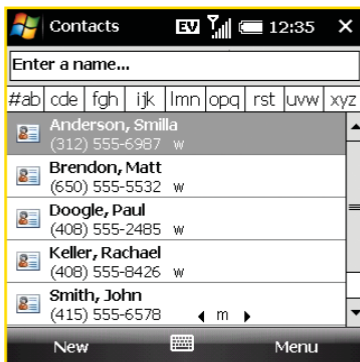 Contacts EV 12:35
Enter a name...
#ab cde fgh ijk lmn opq rst uvw xyz
Anderson, Smilla
(312) 555-6987 w
Brendon, Matt
(650) 555-5532 w
Doogle, Paul
(408) 555-2485 w
Keller, Rachael
(408) 555-8426 w
Smith, John
(415) 555-6578 m
New Menu